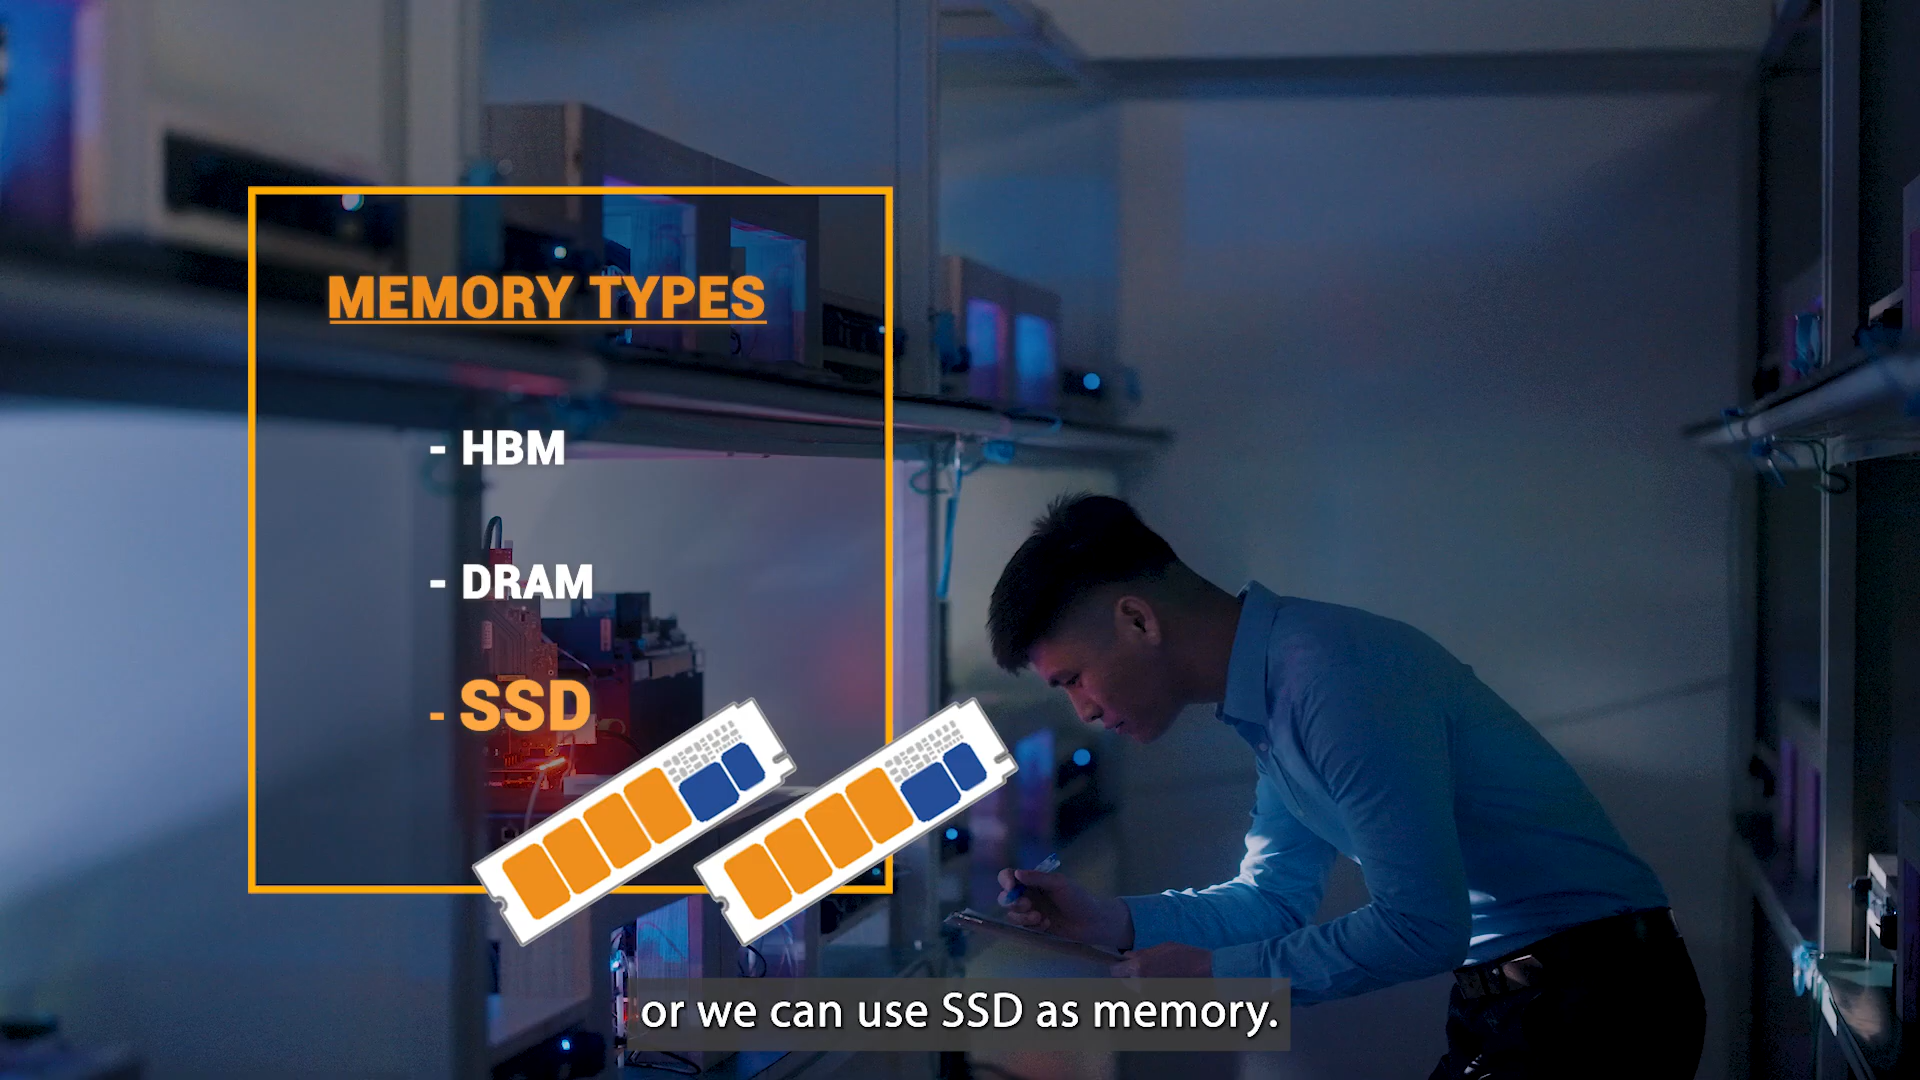 MEMORY TYPES
- HBM
- DRAM
- SSD
or we can use SSD as memory.